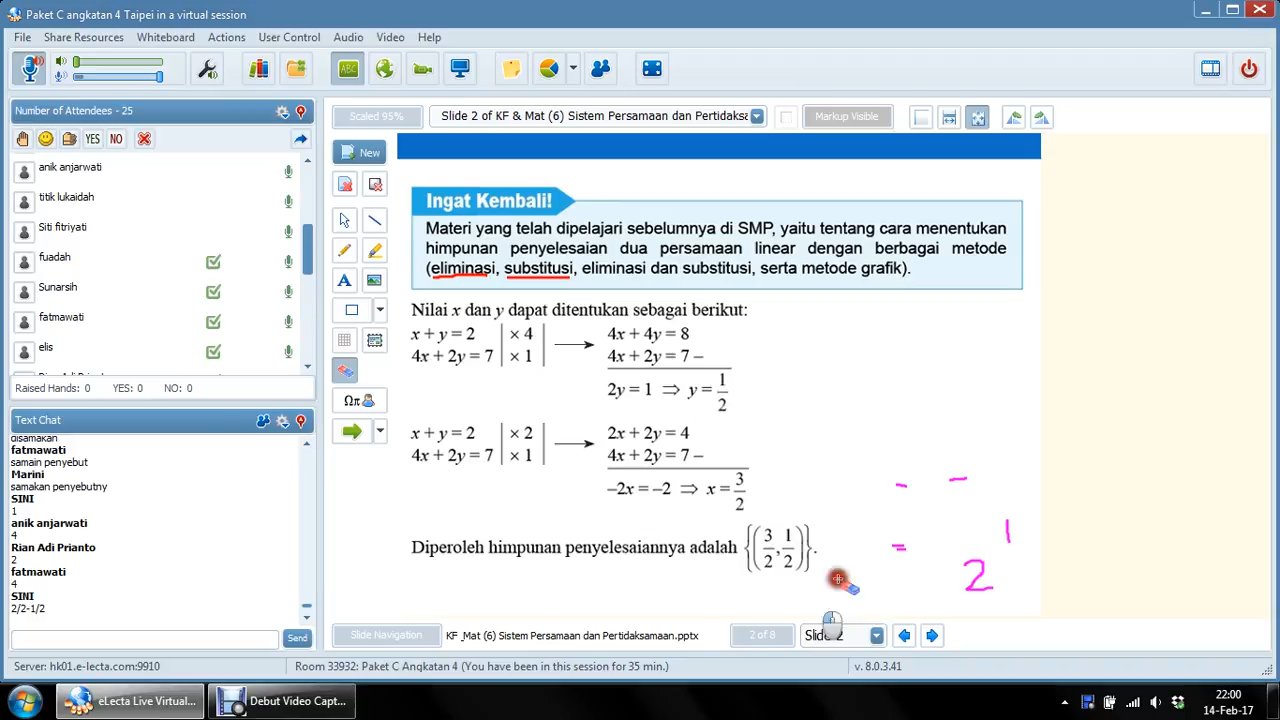 Paket C angkatan 4 Taipei in a virtual session
File Share Resources Whiteboard Actions User Control Audio Video Help
ABC
Number of Attendees - 25
YES NO
anik anjarwati
titik lukaidah
Siti fitriyati
fuadah
Sunarsih
fatmawati
elis
Raised Hands: 0 YES: 0 NO: 0
Text Chat
disamakan
fatmawati
samain penyebut
Marini
samakan penyebutny
SINI
1
anik anjarwati
4
Rian Adi Prianto
2
fatmawati
4
SINI
2/2-1/2
Send
Scaled 95%
Slide 2 of KF & Mat (6) Sistem Persamaan dan Pertidaksa
Markup Visible
New
A
Ωπ
Ingat Kembali!
Materi yang telah dipelajari sebelumnya di SMP, yaitu tentang cara menentukan
himpunan penyelesaian dua persamaan linear dengan berbagai metode
(eliminasi, substitusi, eliminasi dan substitusi, serta metode grafik).
Nilai x dan y dapat ditentukan sebagai berikut:
x + y = 2 | × 4 | 4x + 4y = 8
4x + 2y = 7 | × 1 | → 4x + 2y = 7 –
2y = 1 ⇒ y = 1/2
x + y = 2 | × 2 | 2x + 2y = 4
4x + 2y = 7 | × 1 | → 4x + 2y = 7 –
–2x = –2 ⇒ x = 3/2
Diperoleh himpunan penyelesaiannya adalah {(3/2, 1/2)}.
- -
= 1
2
Slide Navigation
KF _Mat (6) Sistem Persamaan dan Pertidaksamaan.pptx
2 of 8
Slide 2
Server: hk01.e-lecta.com:9910
Room 33932: Paket C Angkatan 4 (You have been in this session for 35 min.)
v. 8.0.3.41
eLecta Live Virtual...
Debut Video Capt...
22:00
14-Feb-17